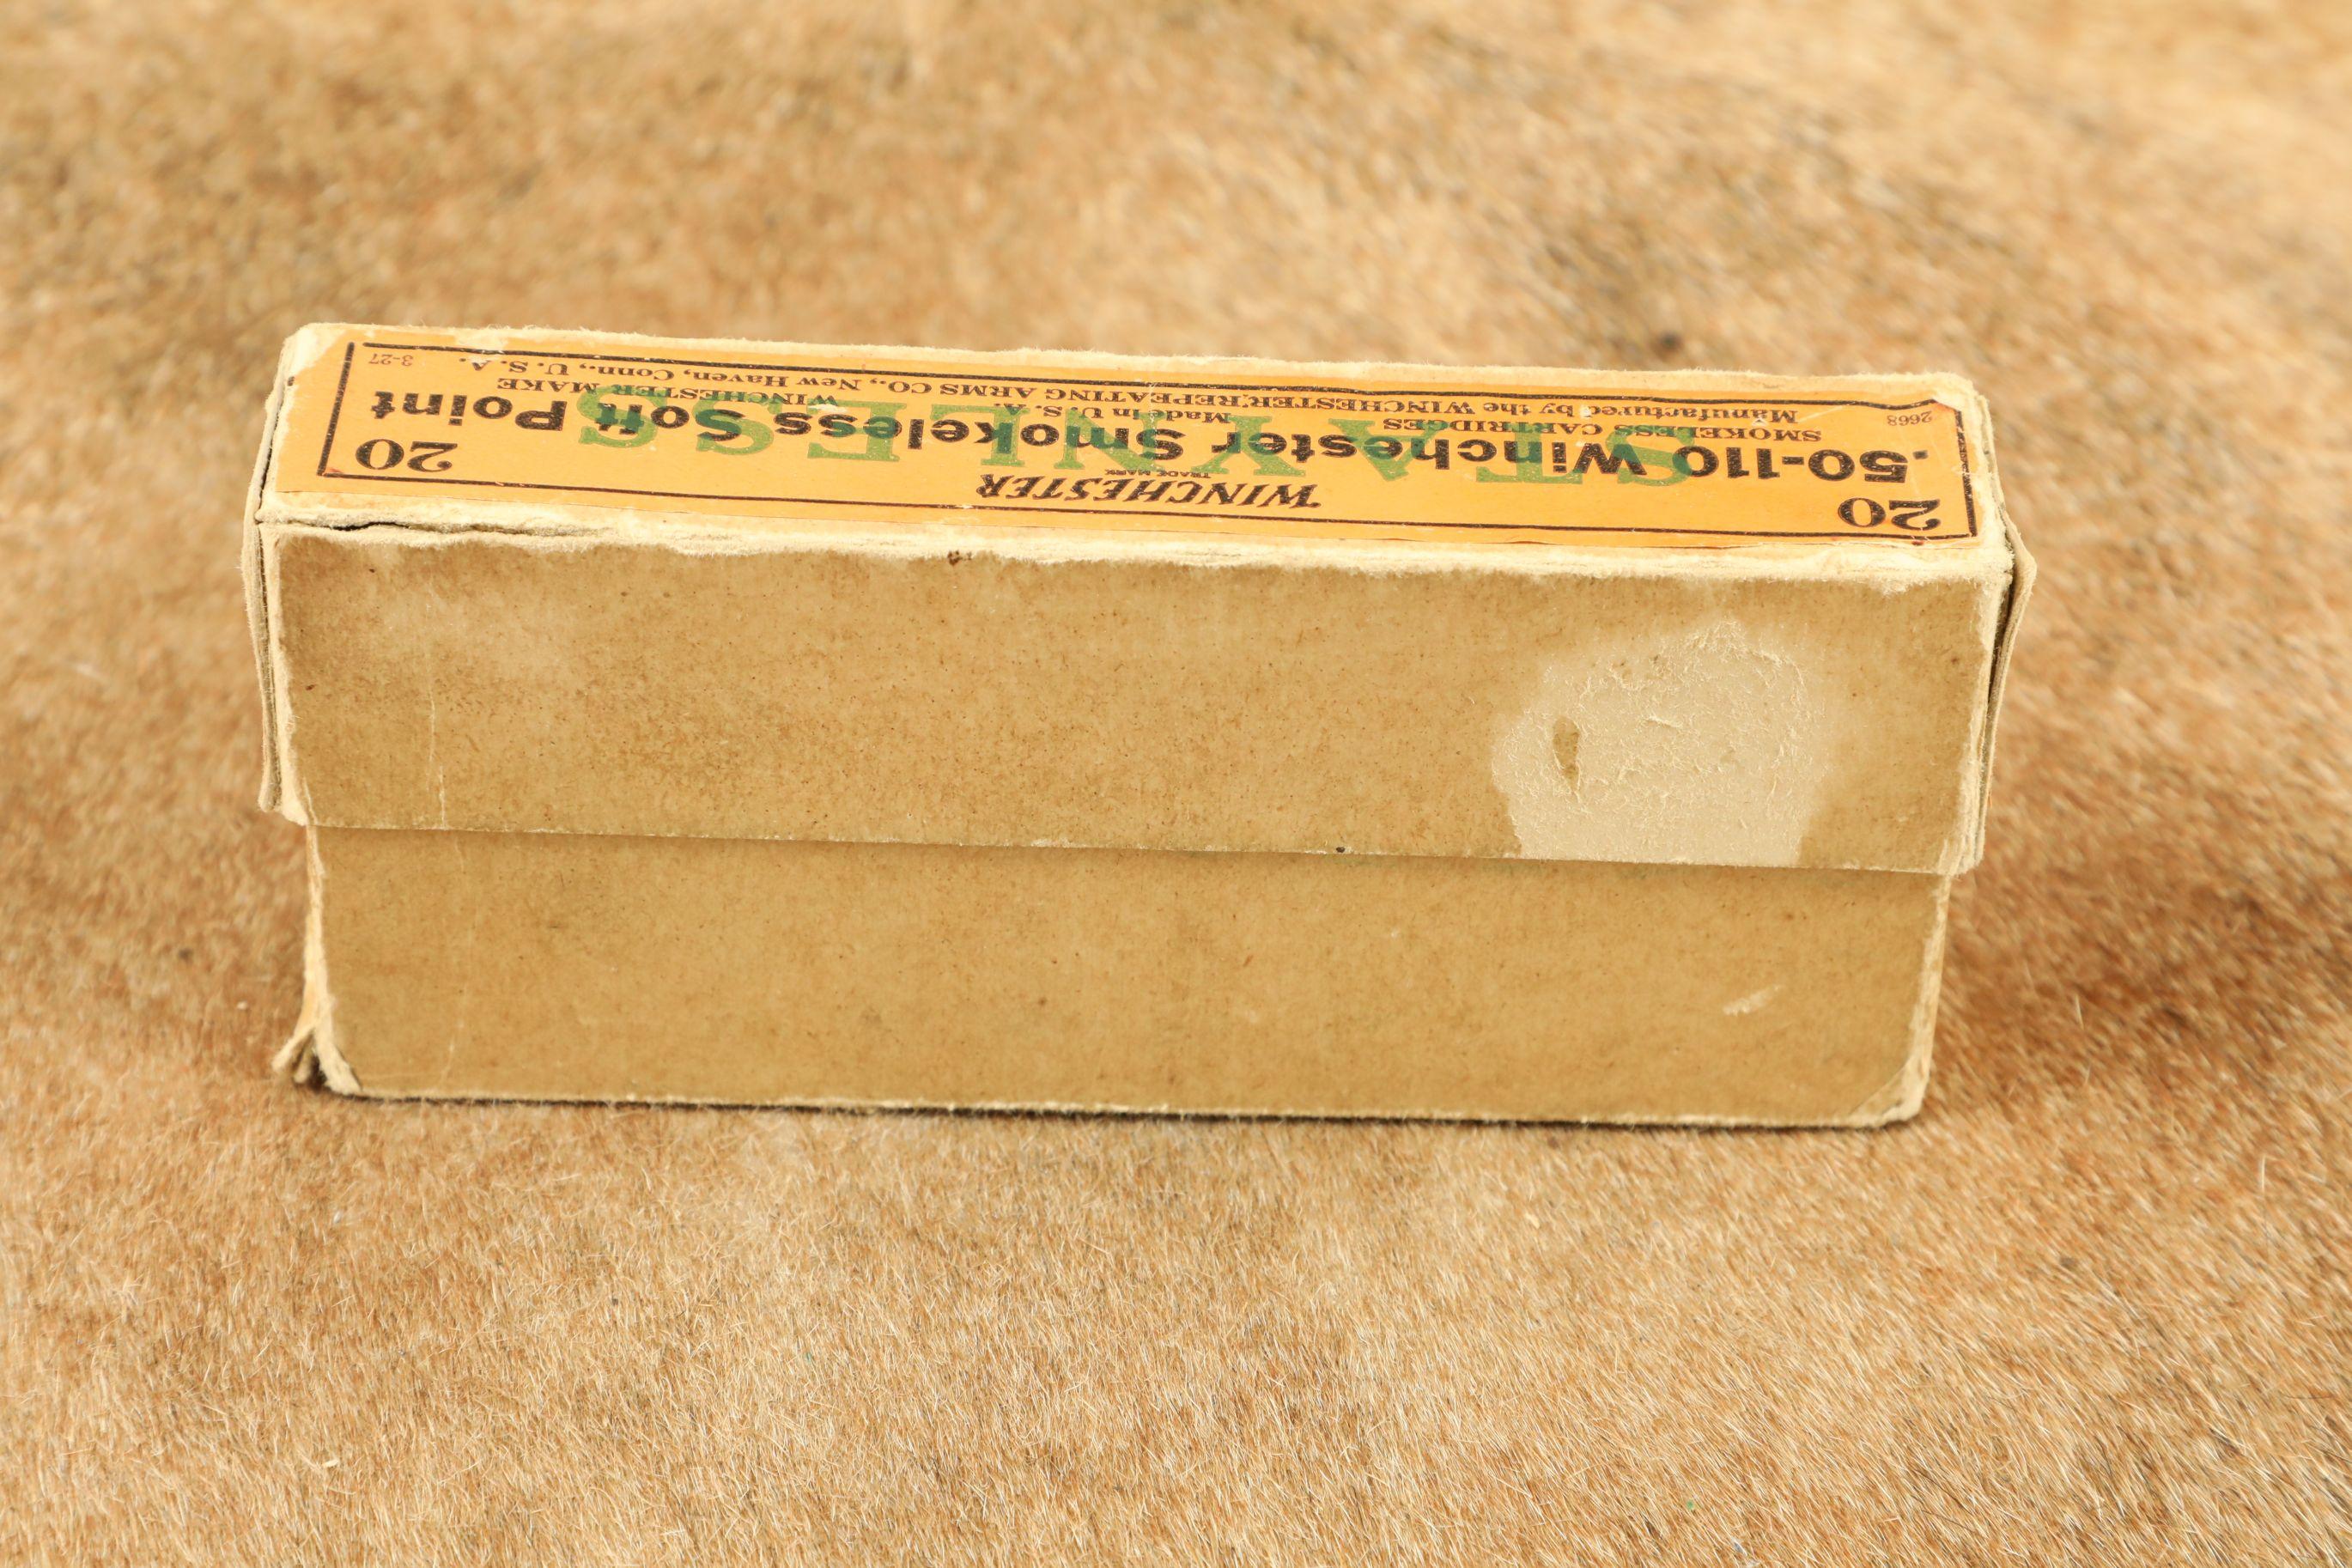 20 WINCHESTER 20
TRADE MARK
.50-110 Winchester Smokeless Soft Point
STAYNLESS
SMOKELESS CARTRIDGES Made in U.S.A. WINCHESTER MAKE
Manufactured by the WINCHESTER REPEATING ARMS CO., New Haven, Conn., U.S.A.
2668 3-27